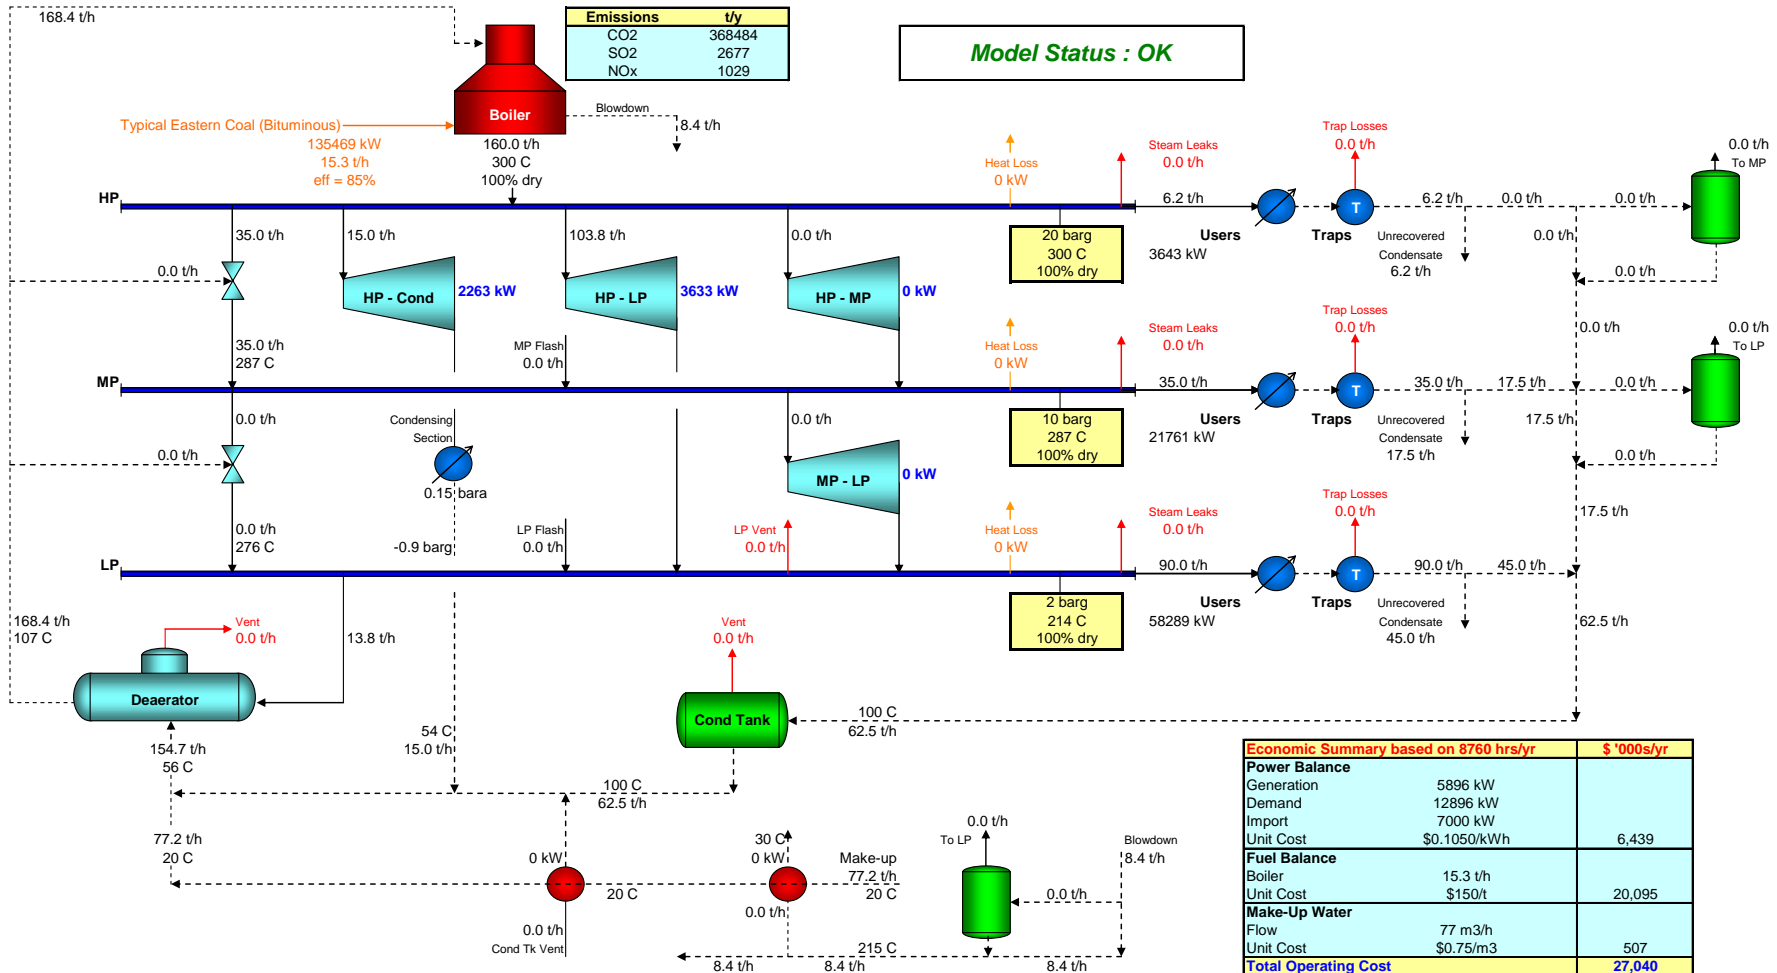 168.4 t/h
Emissions t/y
CO2 368484
SO2 2677
NOx 1029
Model Status : OK
Boiler
Blowdown
8.4 t/h
Typical Eastern Coal (Bituminous)
135469 kW
15.3 t/h
eff = 85%
160.0 t/h
300 C
100% dry
Heat Loss
0 kW
Steam Leaks
0.0 t/h
Trap Losses
0.0 t/h
0.0 t/h
To MP
HP
6.2 t/h
T
6.2 t/h
0.0 t/h
0.0 t/h
35.0 t/h
15.0 t/h
103.8 t/h
0.0 t/h
20 barg
300 C
100% dry
Users
3643 kW
Traps
Unrecovered
Condensate
6.2 t/h
0.0 t/h
0.0 t/h
0.0 t/h
HP - Cond
2263 kW
HP - LP
3633 kW
HP - MP
0 kW
35.0 t/h
287 C
MP Flash
0.0 t/h
Heat Loss
0 kW
Steam Leaks
0.0 t/h
Trap Losses
0.0 t/h
0.0 t/h
0.0 t/h
To LP
MP
35.0 t/h
T
35.0 t/h
17.5 t/h
0.0 t/h
0.0 t/h
Condensing
Section
0.0 t/h
10 barg
287 C
100% dry
Users
21761 kW
Traps
Unrecovered
Condensate
17.5 t/h
17.5 t/h
0.0 t/h
0.0 t/h
0.15 bara
MP - LP
0 kW
0.0 t/h
276 C
-0.9 barg
LP Flash
0.0 t/h
LP Vent
0.0 t/h
Heat Loss
0 kW
Steam Leaks
0.0 t/h
Trap Losses
0.0 t/h
17.5 t/h
LP
90.0 t/h
T
90.0 t/h
45.0 t/h
168.4 t/h
107 C
Vent
0.0 t/h
13.8 t/h
Vent
0.0 t/h
2 barg
214 C
100% dry
Users
58289 kW
Traps
Unrecovered
Condensate
45.0 t/h
62.5 t/h
Deaerator
Cond Tank
100 C
62.5 t/h
54 C
15.0 t/h
154.7 t/h
56 C
100 C
62.5 t/h
77.2 t/h
20 C
0 kW
20 C
0.0 t/h
Cond Tk Vent
30 C
0 kW
0.0 t/h
Make-up
77.2 t/h
20 C
0.0 t/h
To LP
Blowdown
8.4 t/h
0.0 t/h
215 C
8.4 t/h
8.4 t/h
8.4 t/h
Economic Summary based on 8760 hrs/yr $ '000s/yr
Power Balance
Generation 5896 kW
Demand 12896 kW
Import 7000 kW
Unit Cost $0.1050/kWh 6,439
Fuel Balance
Boiler 15.3 t/h
Unit Cost $150/t 20,095
Make-Up Water
Flow 77 m3/h
Unit Cost $0.75/m3 507
Total Operating Cost 27,040